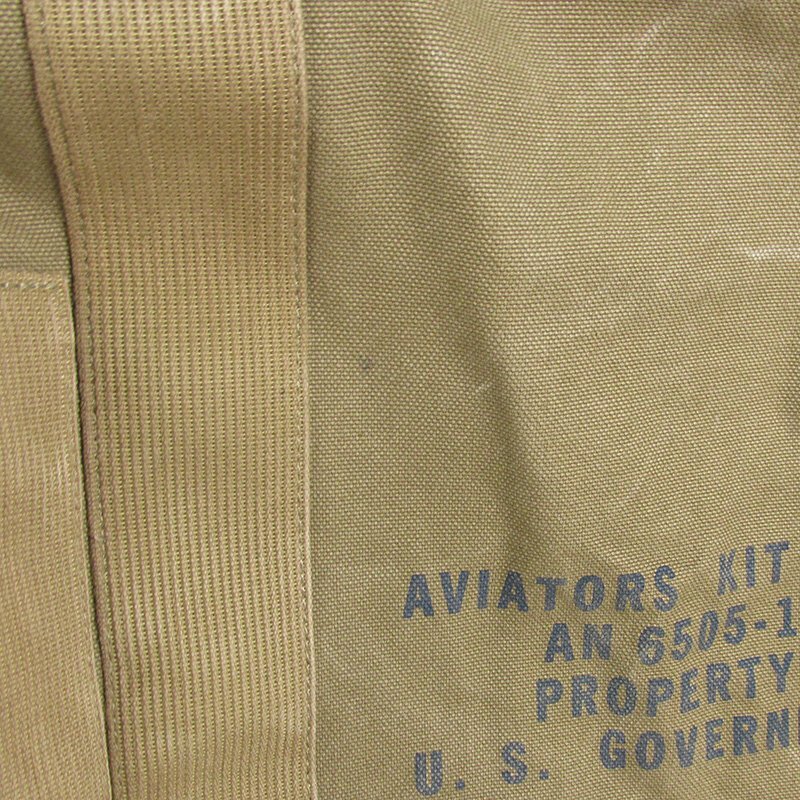 AVIATORS KIT
AN 6505-1
PROPERTY
U. S. GOVERN